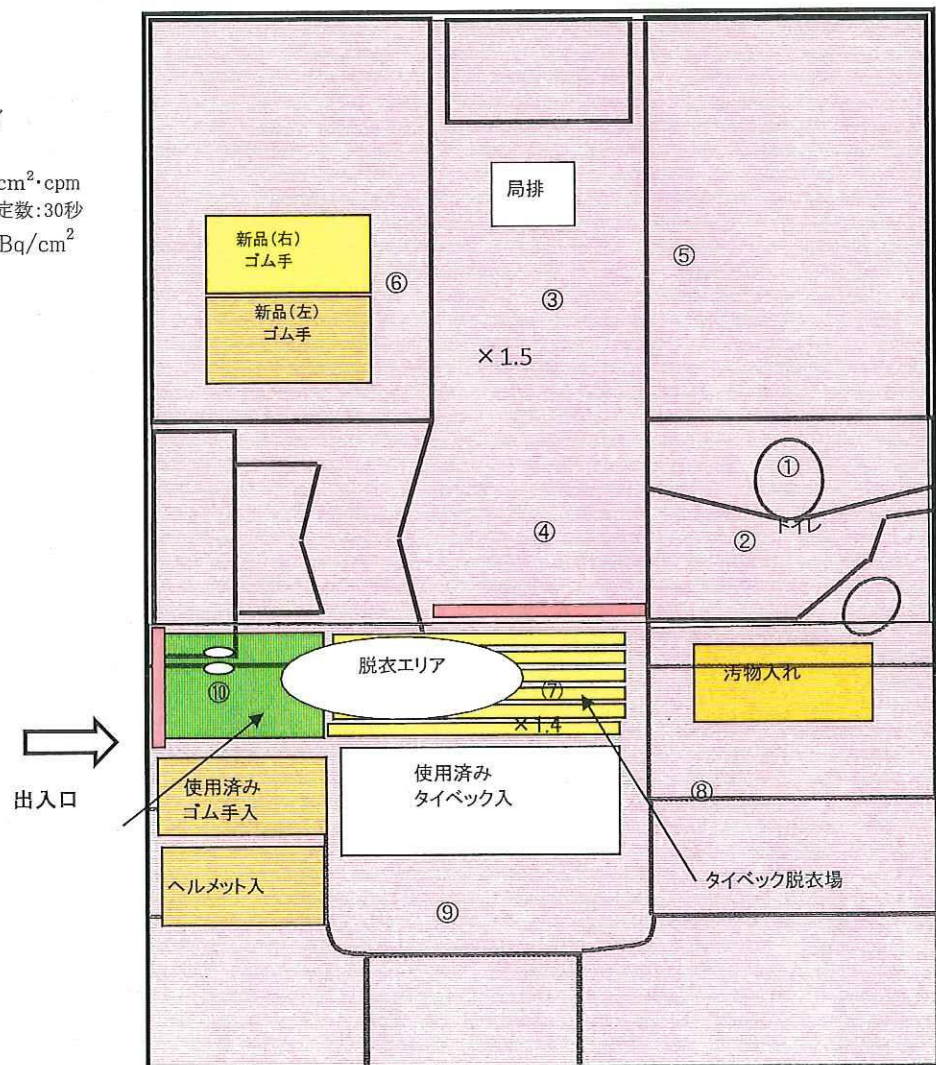 cm²・cpm
定数:30秒
Bq/cm²
局排
新品(右)
ゴム手
新品(左)
ゴム手
⑥
⑤
③
×1.5
①
トイレ
②
④
脱衣エリア
⑩
(7)
×1.4
汚物入れ
出入口
使用済み
ゴム手入
使用済み
タイベック入
⑧
ヘルメット入
タイベック脱衣場
⑨